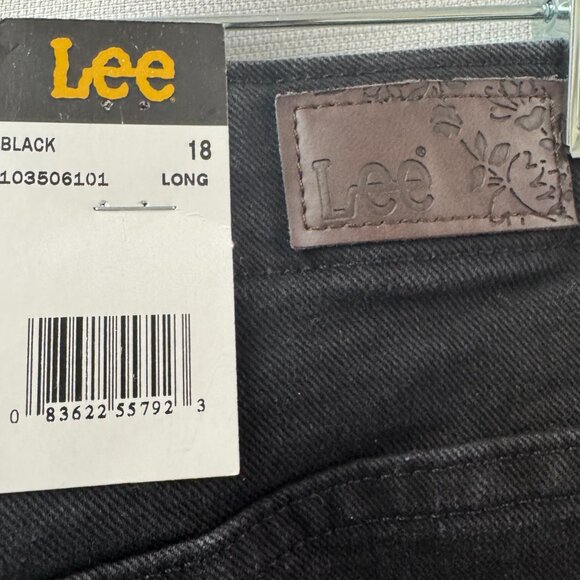 Lee
BLACK 18
103506101 LONG
0 83622 55792 3
Lee®